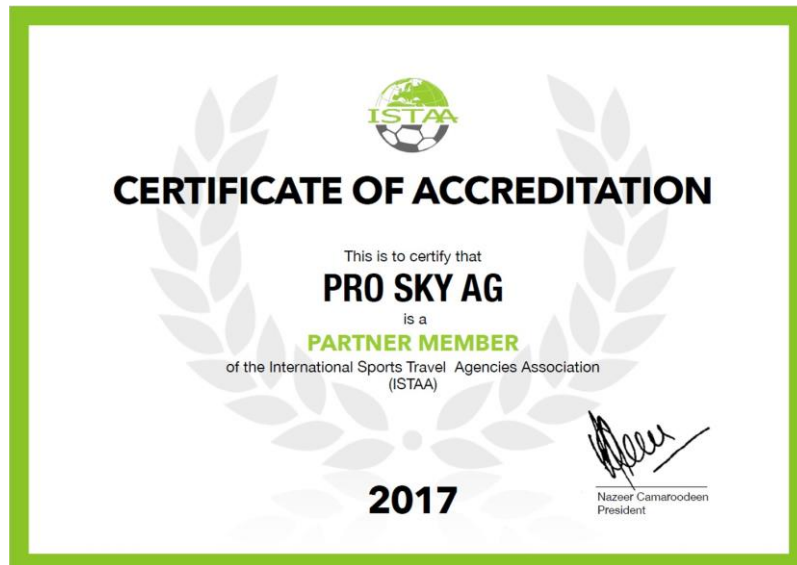 ISTAA
CERTIFICATE OF ACCREDITATION
This is to certify that
PRO SKY AG
is a
PARTNER MEMBER
of the International Sports Travel Agencies Association
(ISTAA)
2017
Nazeer Camaroodeen
President